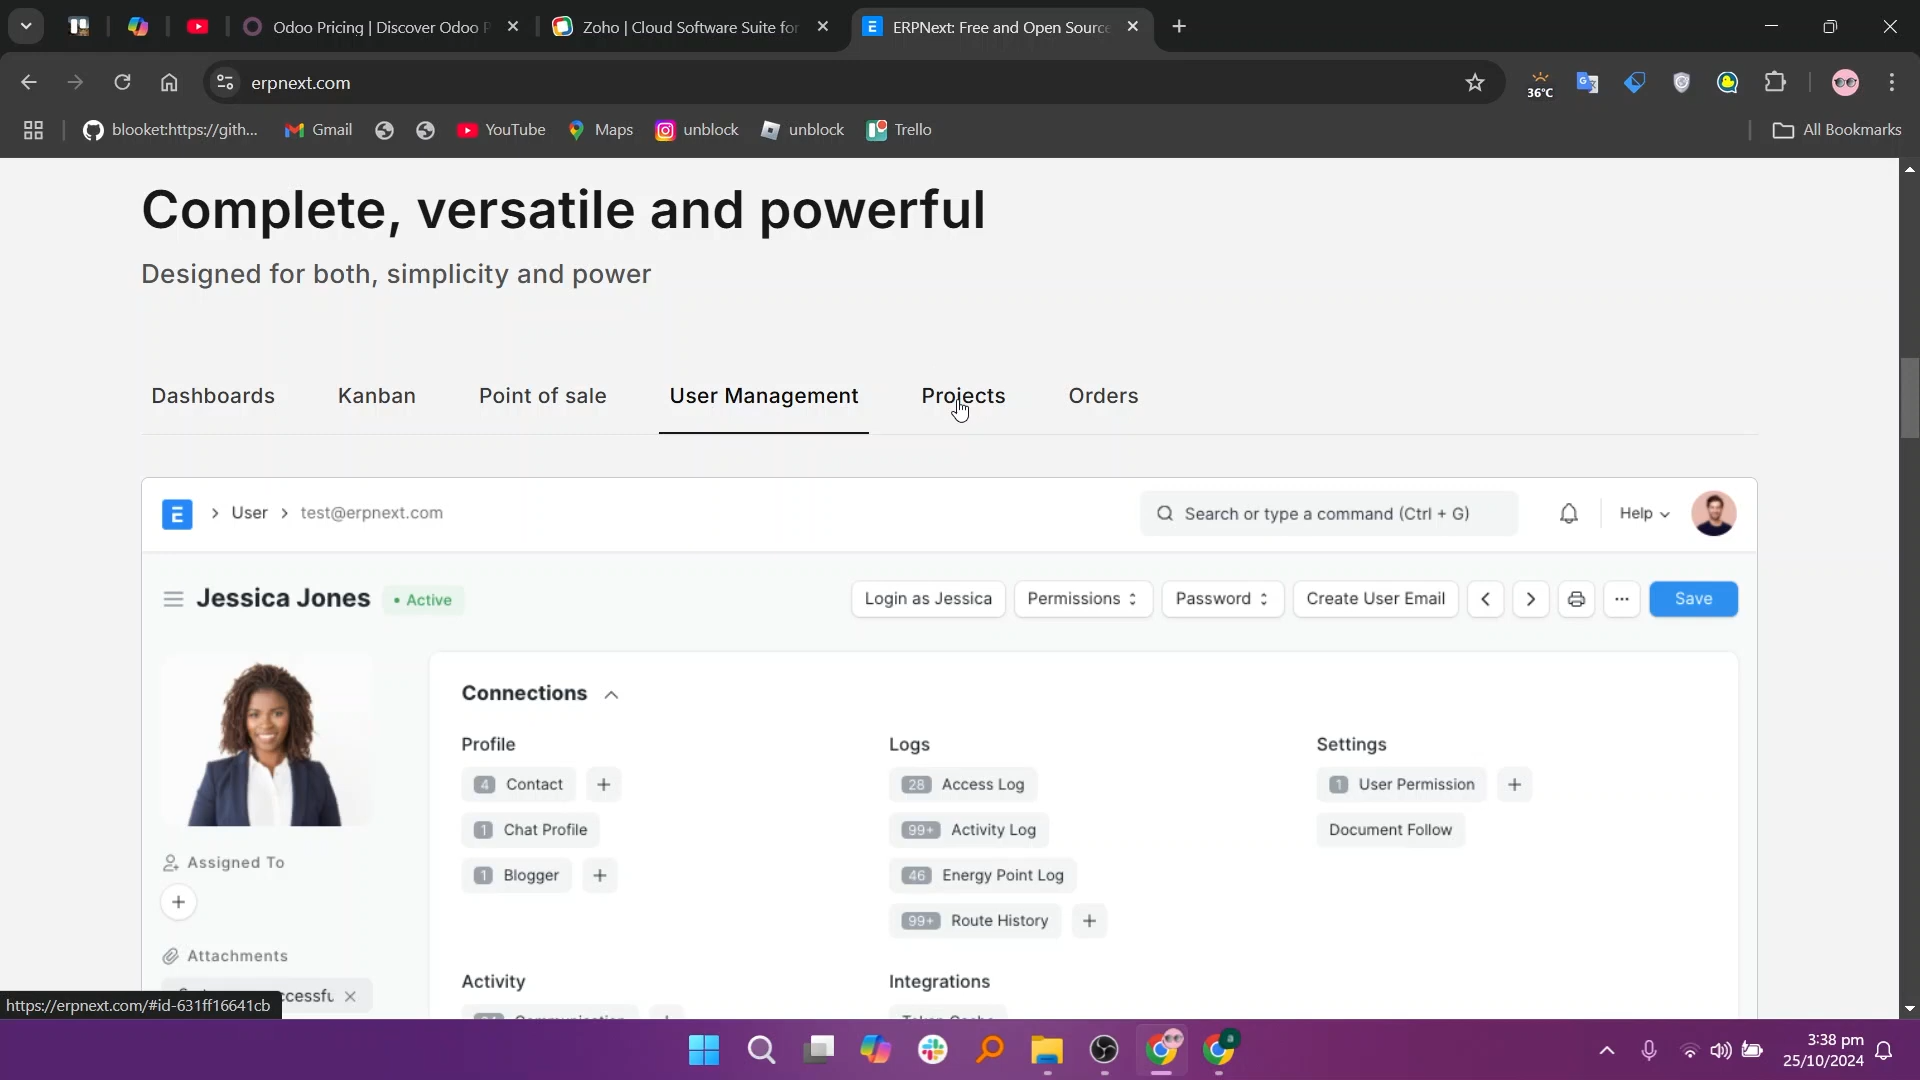 Odoo Pricing | Discover Odoo P
Zoho | Cloud Software Suite for
ERPNext: Free and Open Source
erpnext.com
36°C
blooket:https://gith...
Gmail
YouTube
Maps
unblock
unblock
Trello
All Bookmarks
Complete, versatile and powerful
Designed for both, simplicity and power
Dashboards
Kanban
Point of sale
User Management
Projects
Orders
E
User
test@erpnext.com
Search or type a command (Ctrl + G)
Help
Jessica Jones
Active
Login as Jessica
Permissions
Password
Create User Email
Save
Connections
Profile
Logs
Settings
4 Contact
28 Access Log
1 User Permission
1 Chat Profile
99+ Activity Log
Document Follow
1 Blogger
46 Energy Point Log
99+ Route History
Assigned To
Attachments
Activity
Integrations
https://erpnext.com/#id-631ff16641cb
3:38 pm
25/10/2024